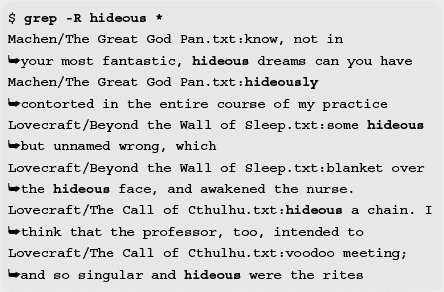 $ grep -R hideous *
Machen/The Great God Pan.txt:know, not in
➥your most fantastic, hideous dreams can you have
Machen/The Great God Pan.txt:hideously
➥contorted in the entire course of my practice
Lovecraft/Beyond the Wall of Sleep.txt:some hideous
➥but unnamed wrong, which
Lovecraft/Beyond the Wall of Sleep.txt:blanket over
➥the hideous face, and awakened the nurse.
Lovecraft/The Call of Cthulhu.txt:hideous a chain. I
➥think that the professor, too, intended to
Lovecraft/The Call of Cthulhu.txt:voodoo meeting;
➥and so singular and hideous were the rites